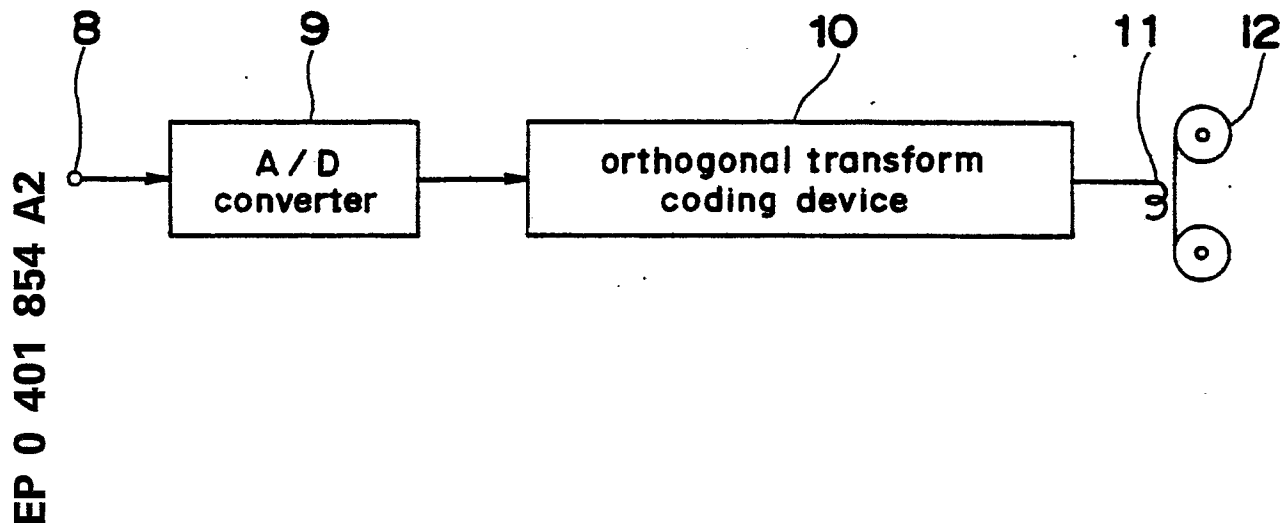 8 9 10 11 12
A/D
converter
orthogonal transform
coding device
EP 0 401 854 A2